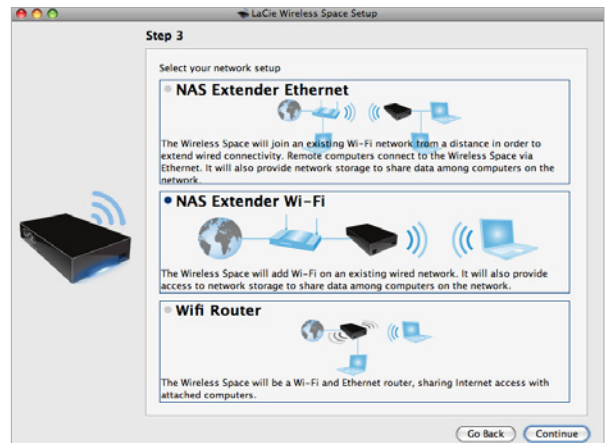 LaCie Wireless Space Setup
Step 3
Select your network setup
NAS Extender Ethernet
The Wireless Space will join an existing Wi-Fi network from a distance in order to
extend wired connectivity. Remote computers connect to the Wireless Space via
Ethernet. It will also provide network storage to share data among computers on the
network.
NAS Extender Wi-Fi
The Wireless Space will add Wi-Fi on an existing wired network. It will also provide
access to network storage to share data among computers on the network.
Wifi Router
The Wireless Space will be a Wi-Fi and Ethernet router, sharing Internet access with
attached computers.
Go Back Continue